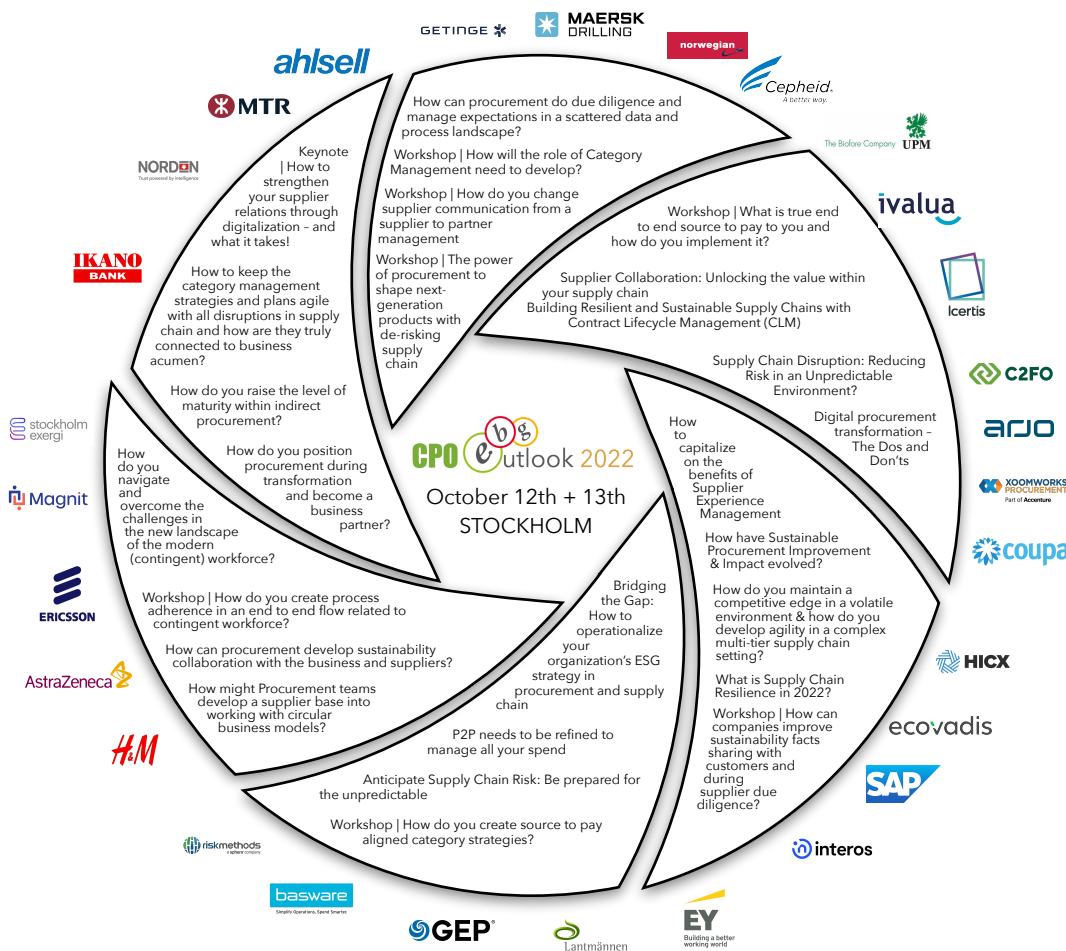 GETINGE
MAERSK
DRILLING
norwegian
Cepheid.
A better way.
The Biofore Company UPM
ivalua
Icertis
C2FO
arjo
XOOMWORKS
PROCUREMENT
Part of Accenture
coupa
HICX
ecovadis
SAP
interos
EY
Building a better
working world
Lantmännen
GEP®
basware
Simplify Operations, Spend Smarter
riskmethods
a sphera company
H&M
AstraZeneca
ERICSSON
Magnit
stockholm
exergi
IKANO
BANK
NORDON
Trust powered by intelligence
MTR
ahlsell
How can procurement do due diligence and
manage expectations in a scattered data and
process landscape?
Workshop | How will the role of Category
Management need to develop?
Workshop | How do you change
supplier communication from a
supplier to partner
management
Workshop | The power
of procurement to
shape next-
generation
products with
de-risking
supply
chain
Workshop | What is true end
to end source to pay to you and
how do you implement it?
Supplier Collaboration: Unlocking the value within
your supply chain
Building Resilient and Sustainable Supply Chains with
Contract Lifecycle Management (CLM)
Supply Chain Disruption: Reducing
Risk in an Unpredictable
Environment?
Digital procurement
transformation –
The Dos and
Don'ts
How
to
capitalize
on the
benefits of
Supplier
Experience
Management
How have Sustainable
Procurement Improvement
& Impact evolved?
How do you maintain a
competitive edge in a volatile
environment & how do you
develop agility in a complex
multi-tier supply chain
setting?
What is Supply Chain
Resilience in 2022?
Workshop | How can
companies improve
sustainability facts
sharing with
customers and
during
supplier due
diligence?
Bridging
the Gap:
How to
operationalize
your
organization's ESG
strategy in
procurement and supply
chain
P2P needs to be refined to
manage all your spend
Anticipate Supply Chain Risk: Be prepared for
the unpredictable
Workshop | How do you create source to pay
aligned category strategies?
How
do you
navigate
and
overcome the
challenges in
the new landscape
of the modern
(contingent) workforce?
Workshop | How do you create process
adherence in an end to end flow related to
contingent workforce?
How can procurement develop sustainability
collaboration with the business and suppliers?
How might Procurement teams
develop a supplier base into
working with circular
business models?
Keynote
| How to
strengthen
your supplier
relations through
digitalization – and
what it takes!
How to keep the
category management
strategies and plans agile
with all disruptions in supply
chain and how are they truly
connected to business
acumen?
How do you raise the level of
maturity within indirect
procurement?
How do you position
procurement during
transformation
and become a
business
partner?
CPO ebg utlook 2022
October 12th + 13th
STOCKHOLM